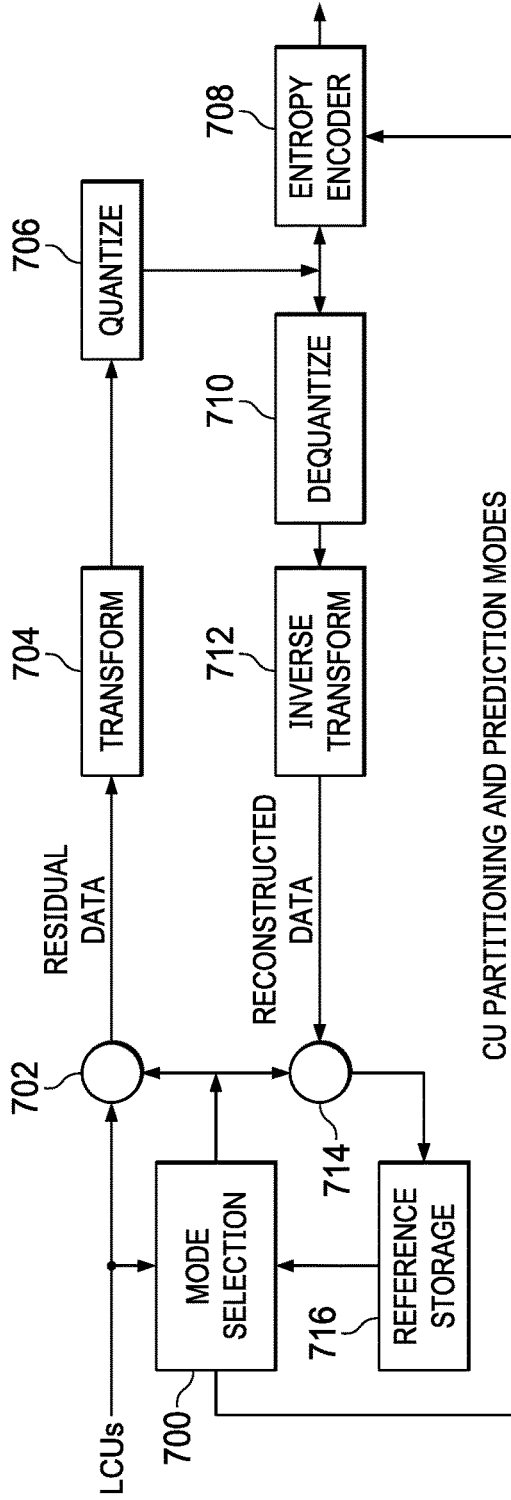 LCUs
702
RESIDUAL
DATA
704
TRANSFORM
706
QUANTIZE
700
MODE
SELECTION
714
RECONSTRUCTED
DATA
712
INVERSE
TRANSFORM
710
DEQUANTIZE
708
ENTROPY
ENCODER
716
REFERENCE
STORAGE
CU PARTITIONING AND PREDICTION MODES